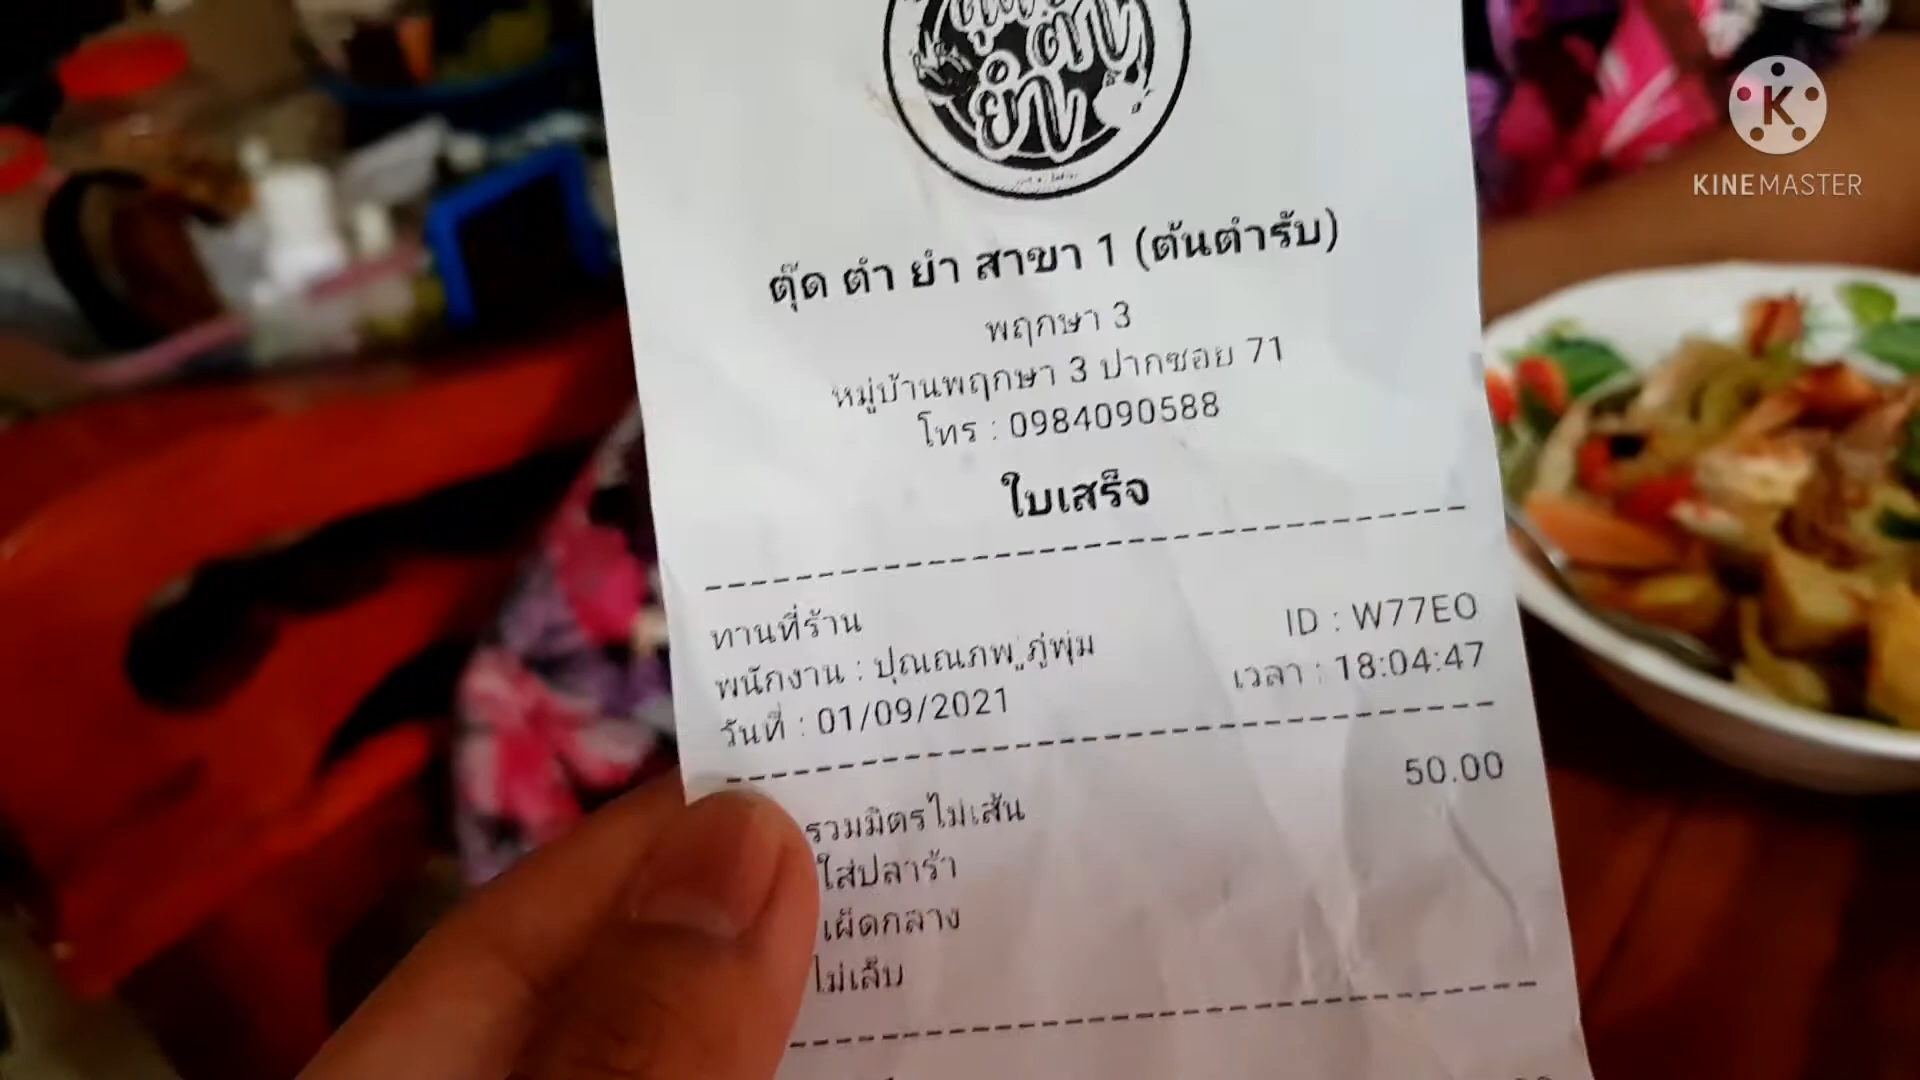 ตำ
ยำ
KINEMASTER
ตุ๊ด ตำ ยำ สาขา 1 (ต้นตำรับ)
พฤกษา 3
หมู่บ้านพฤกษา 3 ปากซอย 71
โทร : 0984090588
ใบเสร็จ
ทานที่ร้าน
ID : W77EO
พนักงาน : ปุณณภพ ภู่พุ่ม
เวลา : 18:04:47
วันที่ : 01/09/2021
รวมมิตรไม่เส้น 50.00
ใส่ปลาร้า
เผ็ดกลาง
ไม่เส้น